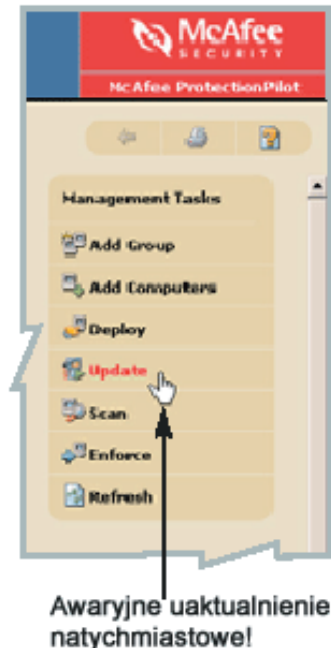 McAfee
SECURITY
McAfee ProtectionPilot
Management Tasks
Add Group
Add Computers
Deploy
Update
Scan
Enforce
Refresh
Awaryjne uaktualnienie
natychmiastowe!